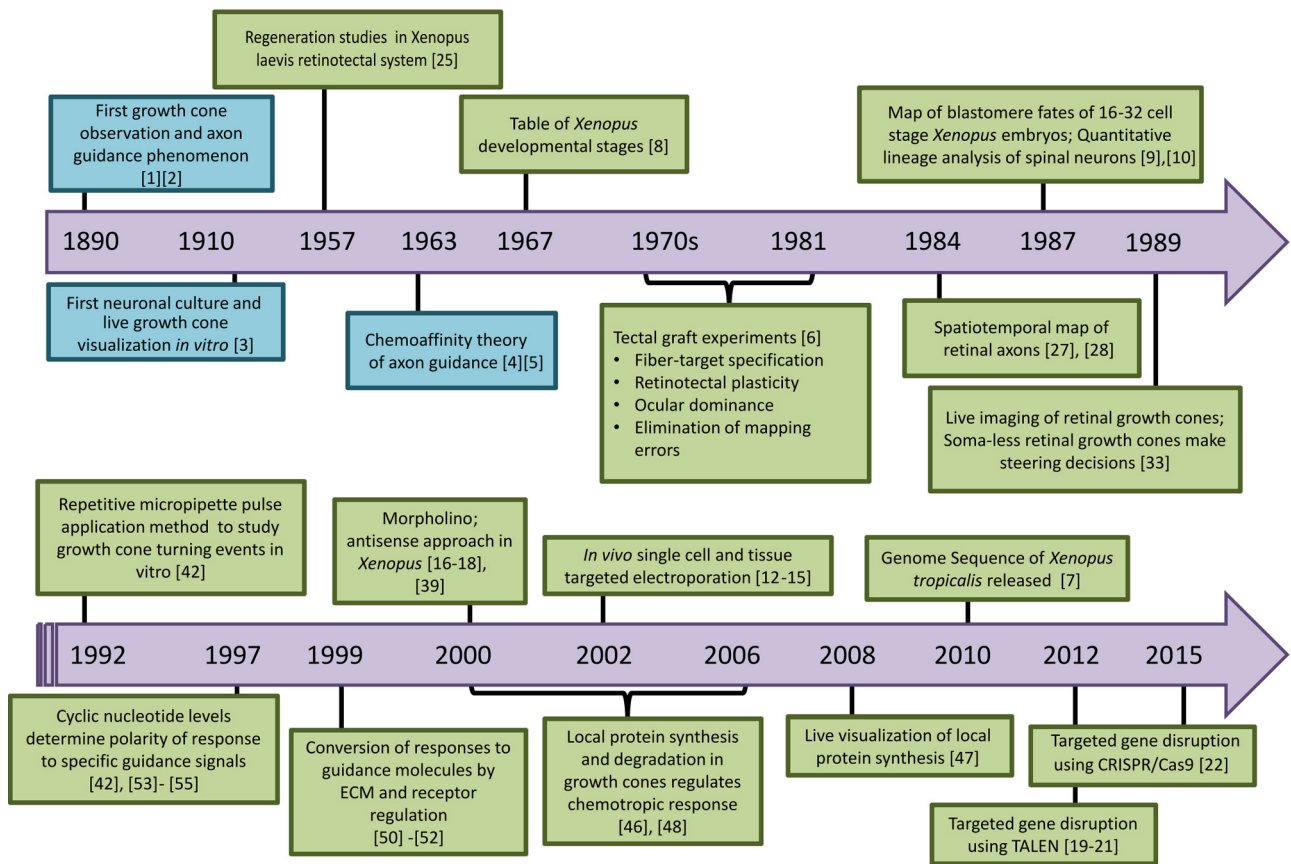 Regeneration studies in Xenopus
laevis retinotectal system [25]
First growth cone
observation and axon
guidance phenomenon
[1][2]
Table of Xenopus
developmental stages [8]
Map of blastomere fates of 16-32 cell
stage Xenopus embryos; Quantitative
lineage analysis of spinal neurons [9],[10]
1890 1910 1957 1963 1967 1970s 1981 1984 1987 1989
First neuronal culture and
live growth cone
visualization in vitro [3]
Chemoaffinity theory
of axon guidance [4][5]
Tectal graft experiments [6]
• Fiber-target specification
• Retinotectal plasticity
• Ocular dominance
• Elimination of mapping
errors
Spatiotemporal map of
retinal axons [27], [28]
Live imaging of retinal growth cones;
Soma-less retinal growth cones make
steering decisions [33]
Repetitive micropipette pulse
application method to study
growth cone turning events in
vitro [42]
Morpholino;
antisense approach in
Xenopus [16-18],
[39]
In vivo single cell and tissue
targeted electroporation [12-15]
Genome Sequence of Xenopus
tropicalis released [7]
1992 1997 1999 2000 2002 2006 2008 2010 2012 2015
Cyclic nucleotide levels
determine polarity of response
to specific guidance signals
[42], [53]- [55]
Conversion of responses to
guidance molecules by
ECM and receptor
regulation
[50] -[52]
Local protein synthesis
and degradation in
growth cones regulates
chemotropic response
[46], [48]
Live visualization of local
protein synthesis [47]
Targeted gene disruption
using CRISPR/Cas9 [22]
Targeted gene disruption
using TALEN [19-21]